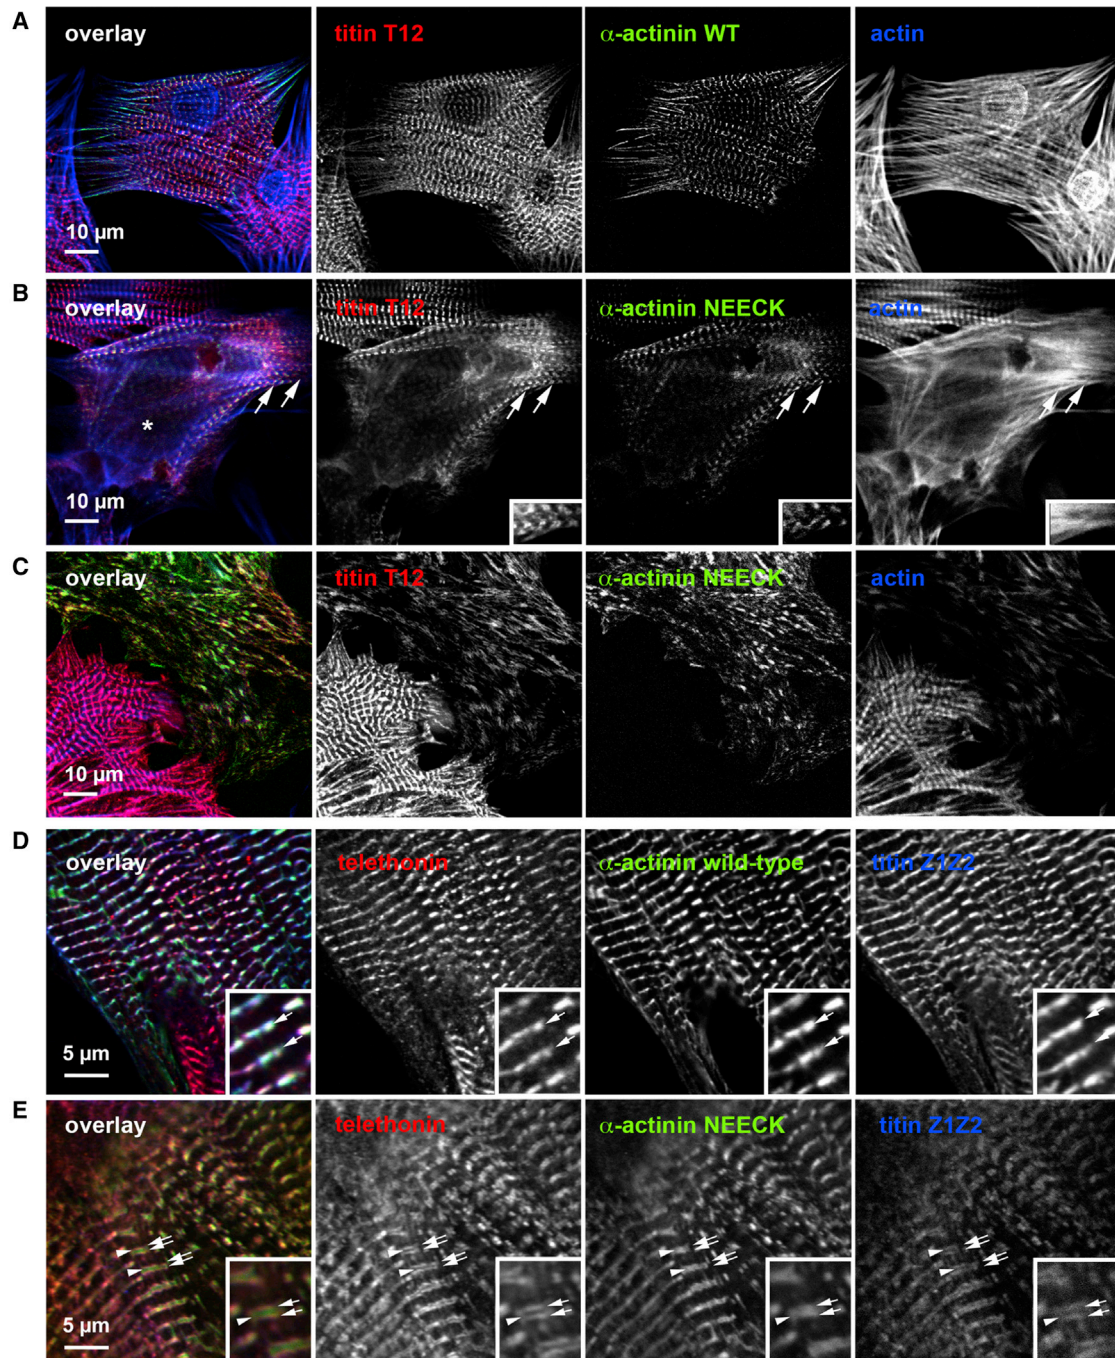 A
overlay
titin T12
α-actinin WT
actin
10 µm
B
overlay
titin T12
α-actinin NEECK
actin
*
10 µm
C
overlay
titin T12
α-actinin NEECK
actin
10 µm
D
overlay
telethonin
α-actinin wild-type
titin Z1Z2
5 µm
E
overlay
telethonin
α-actinin NEECK
titin Z1Z2
5 µm